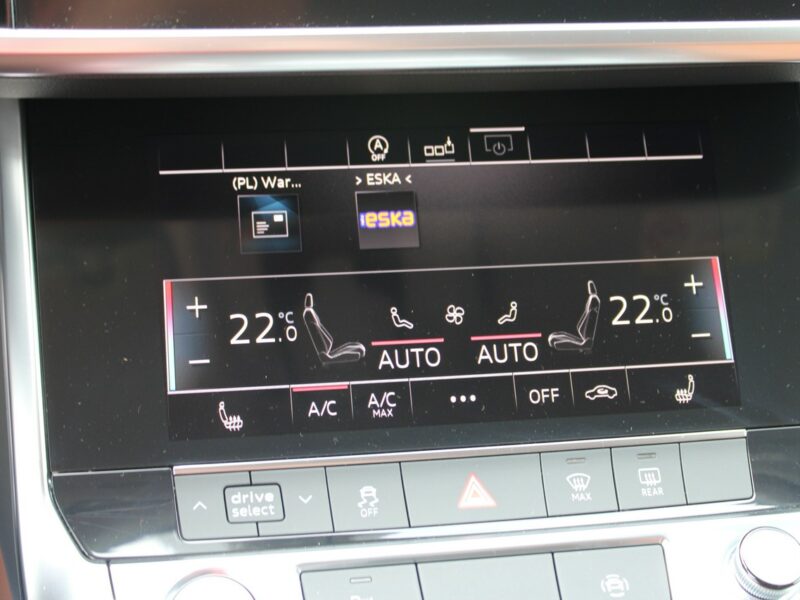 A
OFF
(PL) War... > ESKA <
eska
22.0 °C 22.0 °C
AUTO AUTO
A/C A/C MAX ... OFF
drive select OFF MAX REAR